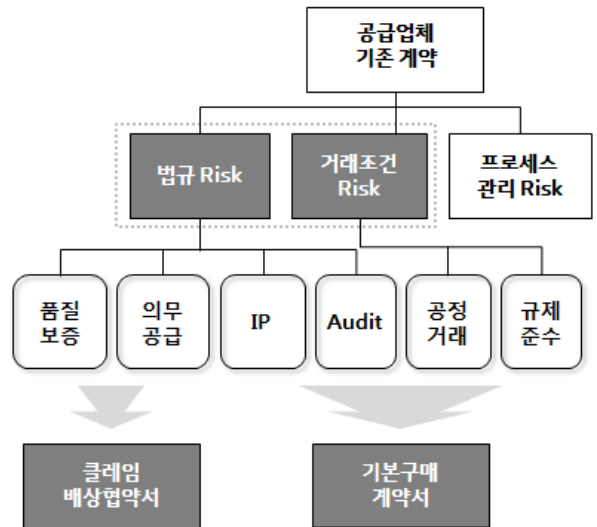 공급업체
기존 계약
법규 Risk
거래조건
Risk
프로세스
관리 Risk
품질
보증
의무
공급
IP
Audit
공정
거래
규제
준수
클레임
배상협약서
기본구매
계약서